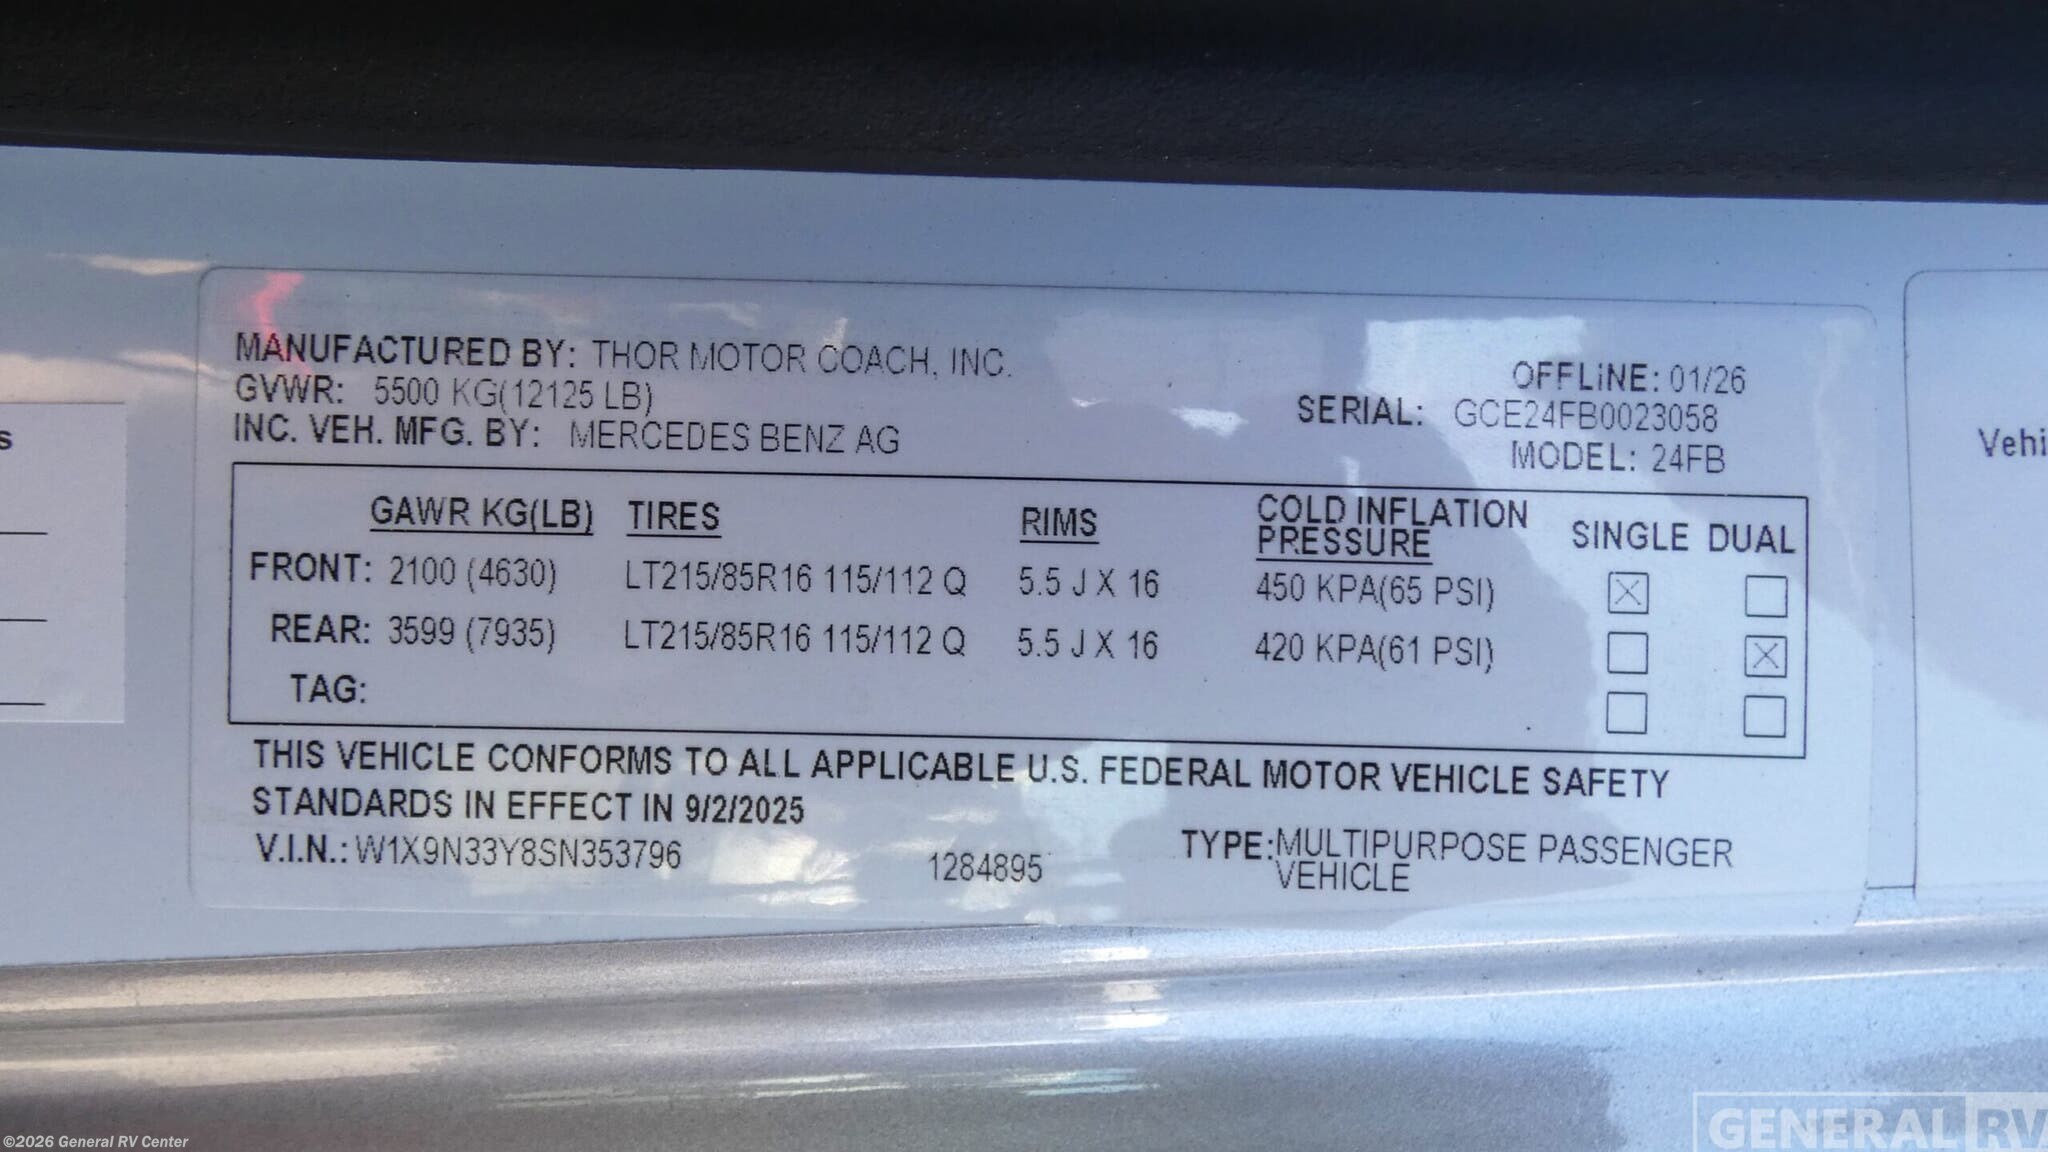 MANUFACTURED BY: THOR MOTOR COACH, INC.
OFFLiNE: 01/26
GVWR: 5500 KG(12125 LB)
SERIAL: GCE24FB0023058
INC. VEH. MFG. BY: MERCEDES BENZ AG
MODEL: 24FB
GAWR KG(LB) TIRES RIMS COLD INFLATION PRESSURE SINGLE DUAL
FRONT: 2100 (4630) LT215/85R16 115/112 Q 5.5 J X 16 450 KPA(65 PSI) ☒ ☐
REAR: 3599 (7935) LT215/85R16 115/112 Q 5.5 J X 16 420 KPA(61 PSI) ☐ ☒
TAG: ☐ ☐
THIS VEHICLE CONFORMS TO ALL APPLICABLE U.S. FEDERAL MOTOR VEHICLE SAFETY
STANDARDS IN EFFECT IN 9/2/2025
V.I.N.: W1X9N33Y8SN353796 1284895 TYPE: MULTIPURPOSE PASSENGER
VEHICLE
s
Vehi
©2026 General RV Center
GENERAL RV